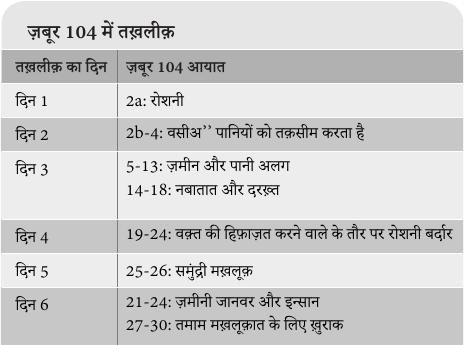 ज़बूर 104 में तख़लीक़
तख़लीक़ का दिन ज़बूर 104 आयात
दिन 1 2a: रोशनी
दिन 2 2b-4: वसीअ’’ पानियों को तक़सीम करता है
दिन 3 5-13: ज़मीन और पानी अलग
14-18: नबातात और दरख़्त
दिन 4 19-24: वक़्त की हिफ़ाज़त करने वाले के तौर पर रोशनी बर्दार
दिन 5 25-26: समुंद्री मख़लूक़
दिन 6 21-24: ज़मीनी जानवर और इन्सान
27-30: तमाम मख़लूक़ात के लिए ख़ुराक